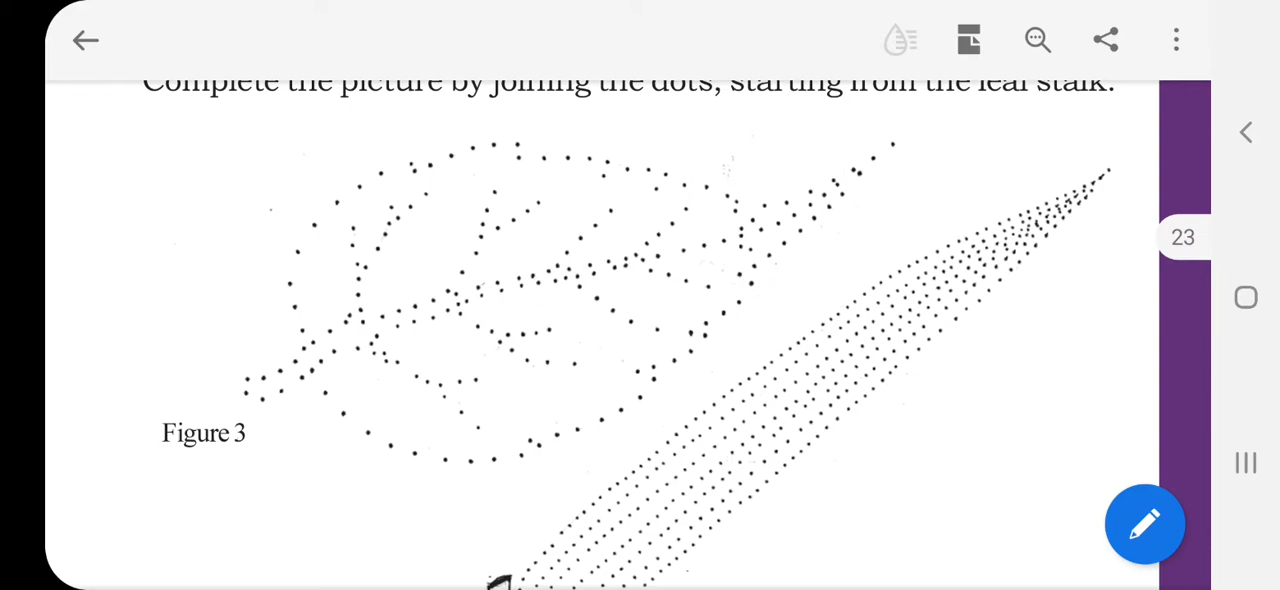 Complete the picture by joining the dots, starting from the leaf stalk.
23
Figure 3